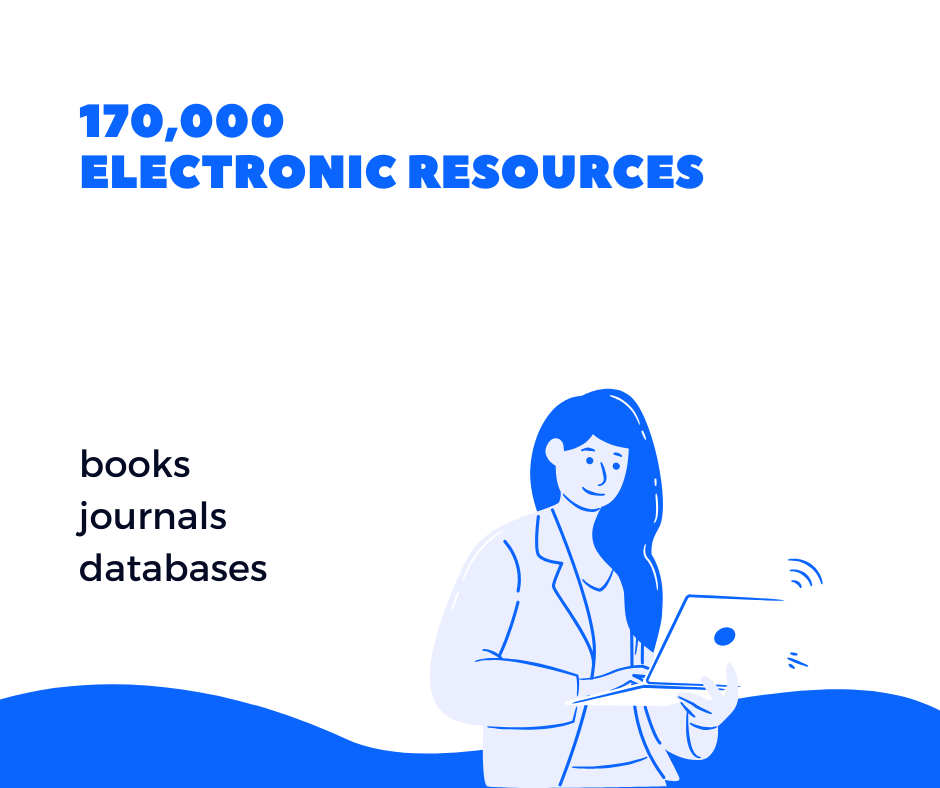 170,000
ELECTRONIC RESOURCES
books
journals
databases